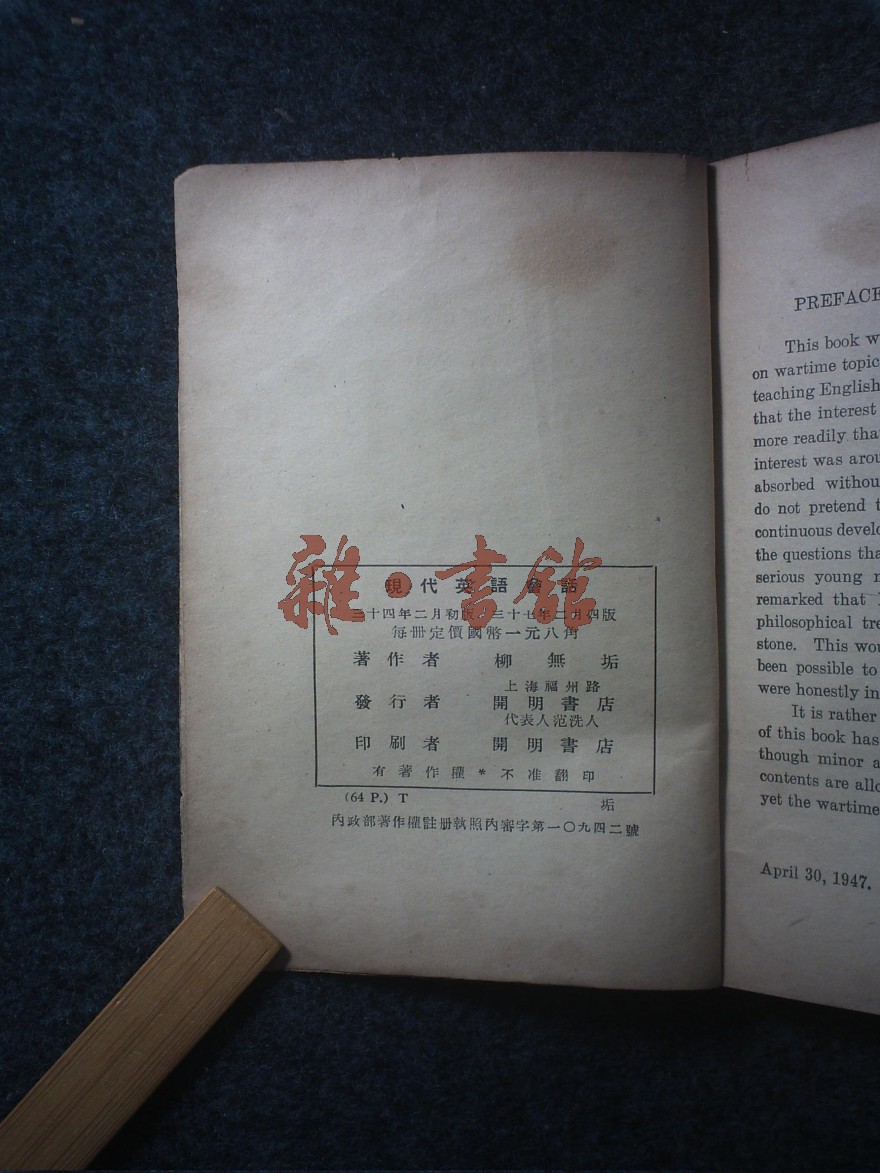 現代英語會話
三十四年二月初版 三十七年二月四版
每冊定價國幣一元八角
著作者 柳無垢
上海福州路
發行者 開明書店
代表人范洗人
印刷者 開明書店
有著作權*不准翻印
(64 P.) T 垢
內政部著作權註册執照內審字第一〇九四二號
雜·書館
PREFACE
This book w
on wartime topic
teaching English
that the interest
more readily tha
interest was arou
absorbed withou
do not pretend t
continuous devel
the questions tha
serious young m
remarked that
philosophical tre
stone. This wou
been possible to
were honestly in
It is rather
of this book has
though minor a
contents are allo
yet the wartime
April 30, 1947.